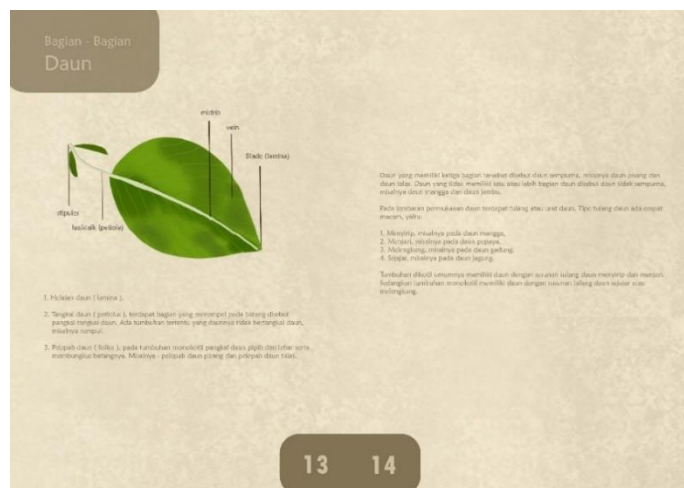 Bagian - Bagian
Daun
midrib
vein
Blade (lamina)
stipules
(petiole)
1. Helaian daun ( lamina ).
2. Tangkai daun ( petiolus ), terdapat bagian yang menempel pada batang disebut
pangkal tangkai daun. Ada tumbuhan tertentu yang daunnya tidak bertangkai daun,
misalnya rumput.
3. Pelepah daun ( folius ), pada tumbuhan monokotil pangkal daun pipih dan lebar serta
membungkus batangnya. Misalnya : pelepah daun pisang dan pelepah daun talas.
Daun yang memiliki ketiga bagian tersebut disebut daun sempurna, misalnya daun pisang dan
daun talas. Daun yang tidak memiliki satu atau lebih bagian daun disebut daun tidak sempurna,
misalnya daun mangga dan daun jambu.
Pada lembaran permukaan daun terdapat tulang atau urat daun. Tipe tulang daun ada empat
macam, yaitu:
1. Menyirip, misalnya pada daun mangga,
2. Menjari, misalnya pada daun pepaya,
3. Melengkung, misalnya pada daun gadung,
4. Sejajar, misalnya pada daun jagung.
Tumbuhan dikotil umumnya memiliki daun dengan susunan tulang daun menyirip dan menjari.
Sedangkan tumbuhan monokotil memiliki daun dengan susunan tulang daun sejajar atau
melengkung.
13
14